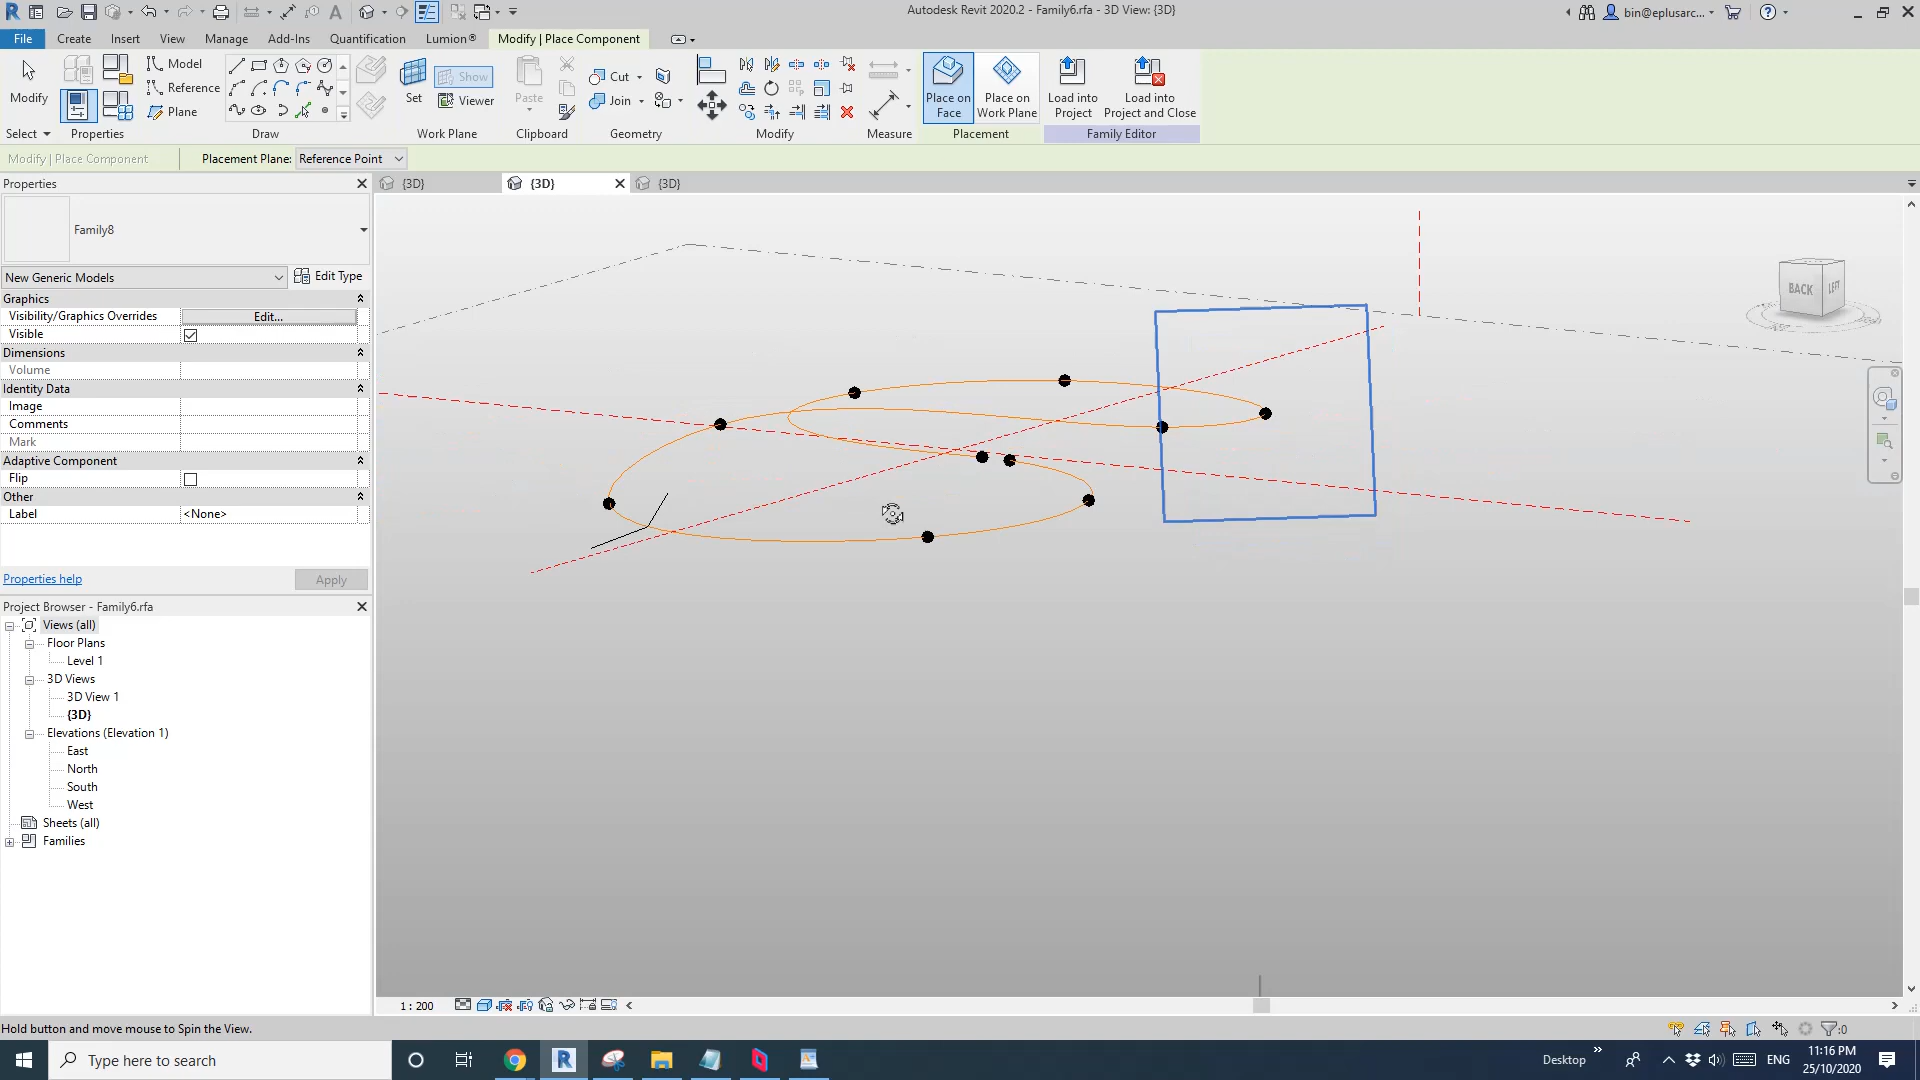 Autodesk Revit 2020.2 - Family6.rfa - 3D View: {3D}
bin@eplusarc...
File
Create
Insert
View
Manage
Add-Ins
Quantification
Lumion®
Modify | Place Component
Modify
Model
Reference
Plane
Set
Show
Viewer
Paste
Cut
Join
Place on Face
Place on Work Plane
Load into Project
Load into Project and Close
Select
Properties
Draw
Work Plane
Clipboard
Geometry
Modify
Measure
Placement
Family Editor
Modify | Place Component
Placement Plane: Reference Point
Properties
{3D}
{3D}
{3D}
Family8
New Generic Models
Edit Type
Graphics
Visibility/Graphics Overrides
Edit...
Visible
Dimensions
Volume
Identity Data
Image
Comments
Mark
Adaptive Component
Flip
Other
Label
<None>
Properties help
Apply
BACK
LEFT
Project Browser - Family6.rfa
Views (all)
Floor Plans
Level 1
3D Views
3D View 1
{3D}
Elevations (Elevation 1)
East
North
South
West
Sheets (all)
Families
1 : 200
Hold button and move mouse to Spin the View.
:0
Type here to search
Desktop
ENG
11:16 PM
25/10/2020